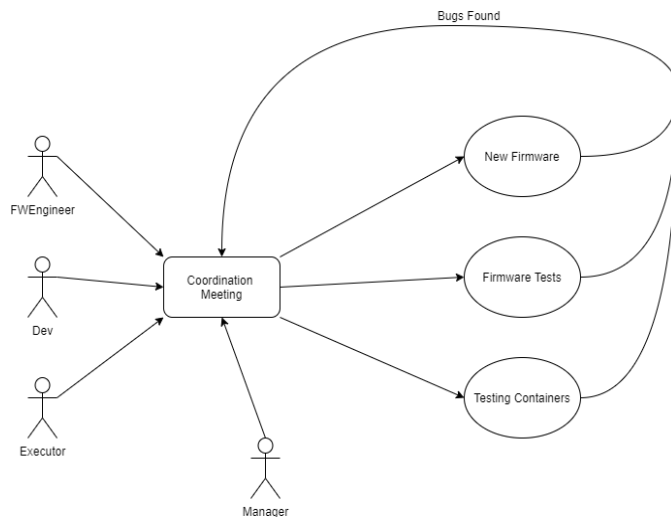 Bugs Found
New Firmware
FWEngineer
Coordination
Meeting
Firmware Tests
Dev
Testing Containers
Executor
Manager